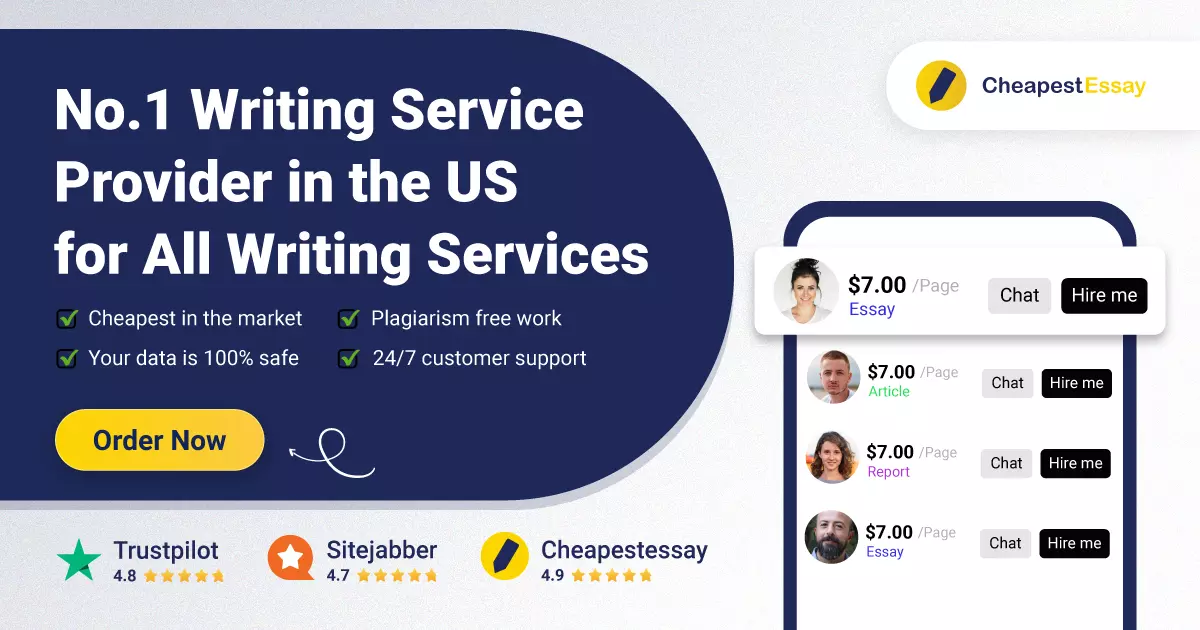 CheapestEssay
No.1 Writing Service
Provider in the US
for All Writing Services
Cheapest in the market
Plagiarism free work
Your data is 100% safe
24/7 customer support
Order Now
Trustpilot
4.8
Sitejabber
4.7
Cheapestessay
4.9
$7.00 /Page
Essay
Chat
Hire me
$7.00 /Page
Article
Chat
Hire me
$7.00 /Page
Report
Chat
Hire me
$7.00 /Page
Essay
Chat
Hire me